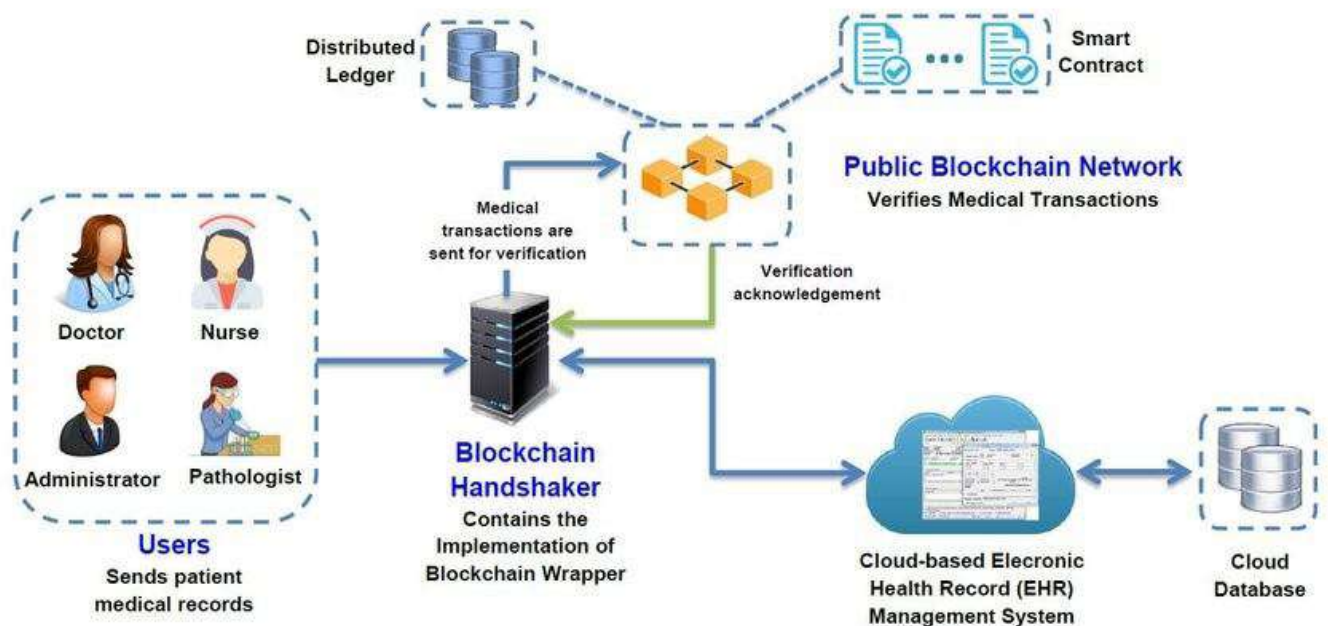 Distributed
Ledger
Smart
Contract
Public Blockchain Network
Verifies Medical Transactions
Medical
transactions are
sent for verification
Verification
acknowledgement
Doctor
Nurse
Administrator
Pathologist
Users
Sends patient
medical records
Blockchain
Handshaker
Contains the
Implementation of
Blockchain Wrapper
Cloud-based Elecronic
Health Record (EHR)
Management System
Cloud
Database